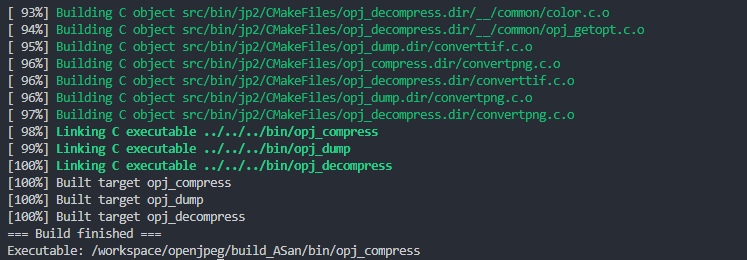 [ 93%] Building C object src/bin/jp2/CMakeFiles/opj_decompress.dir/__/common/color.c.o
[ 94%] Building C object src/bin/jp2/CMakeFiles/opj_decompress.dir/__/common/opj_getopt.c.o
[ 95%] Building C object src/bin/jp2/CMakeFiles/opj_dump.dir/converttif.c.o
[ 96%] Building C object src/bin/jp2/CMakeFiles/opj_compress.dir/convertpng.c.o
[ 96%] Building C object src/bin/jp2/CMakeFiles/opj_decompress.dir/converttif.c.o
[ 96%] Building C object src/bin/jp2/CMakeFiles/opj_dump.dir/convertpng.c.o
[ 97%] Building C object src/bin/jp2/CMakeFiles/opj_decompress.dir/convertpng.c.o
[ 98%] Linking C executable ../../../bin/opj_compress
[ 99%] Linking C executable ../../../bin/opj_dump
[100%] Linking C executable ../../../bin/opj_decompress
[100%] Built target opj_compress
[100%] Built target opj_dump
[100%] Built target opj_decompress
=== Build finished ===
Executable: /workspace/openjpeg/build_ASan/bin/opj_compress